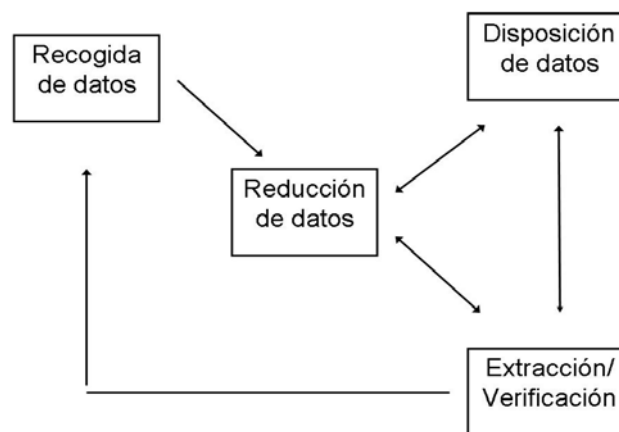 Recogida
de datos
Disposición
de datos
Reducción
de datos
Extracción/
Verificación